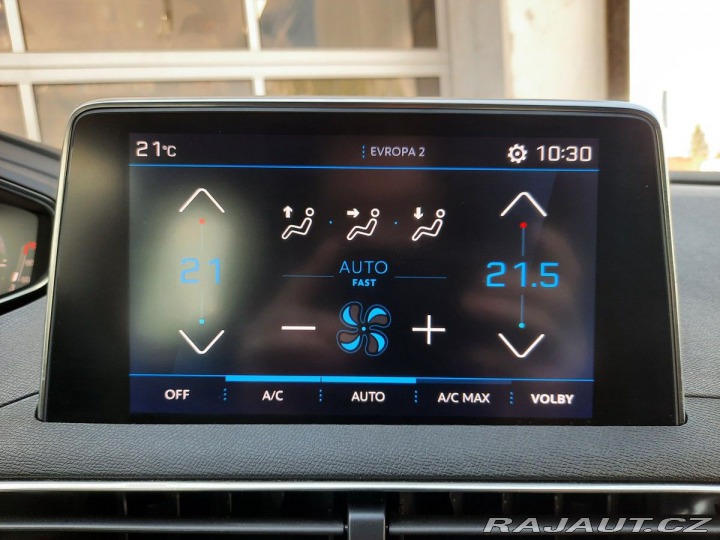 21°C EVROPA 2 10:30
21 AUTO 21.5
FAST
OFF A/C AUTO A/C MAX VOLBY
RAJAUT.CZ